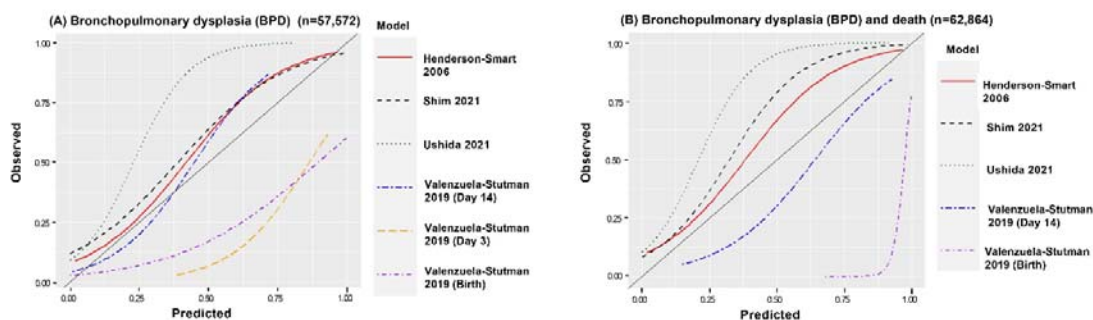 (A) Bronchopulmonary dysplasia (BPD) (n=57,572)
1.00
0.75
0.50
0.25
0.00
Observed
0.00
0.25
0.50
0.75
1.00
Predicted
Model
Henderson-Smart
2006
Shim 2021
Ushida 2021
Valenzuela-Stutman
2019 (Day 14)
Valenzuela-Stutman
2019 (Day 3)
Valenzuela-Stutman
2019 (Birth)
(B) Bronchopulmonary dysplasia (BPD) and death (n=62,864)
1.00
0.75
0.50
0.25
0.00
Observed
0.00
0.25
0.50
0.75
1.00
Predicted
Model
Henderson-Smart
2006
Shim 2021
Ushida 2021
Valenzuela-Stutman
2019 (Day 14)
Valenzuela-Stutman
2019 (Birth)